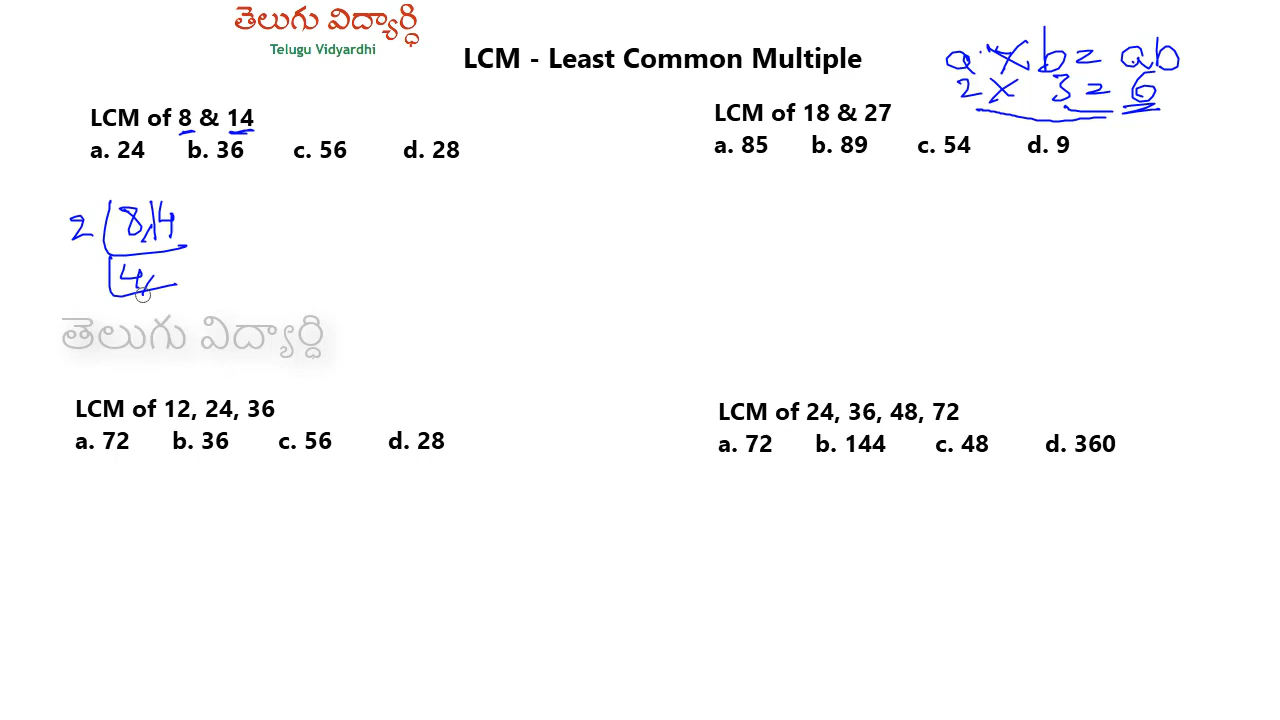 తెలుగు విద్యార్థి
Telugu Vidyardhi
LCM - Least Common Multiple
a x b = ab
2 x 3 = 6
LCM of 8 & 14
a. 24 b. 36 c. 56 d. 28
LCM of 18 & 27
a. 85 b. 89 c. 54 d. 9
2 8,14
4,
తెలుగు విద్యార్థి
LCM of 12, 24, 36
a. 72 b. 36 c. 56 d. 28
LCM of 24, 36, 48, 72
a. 72 b. 144 c. 48 d. 360